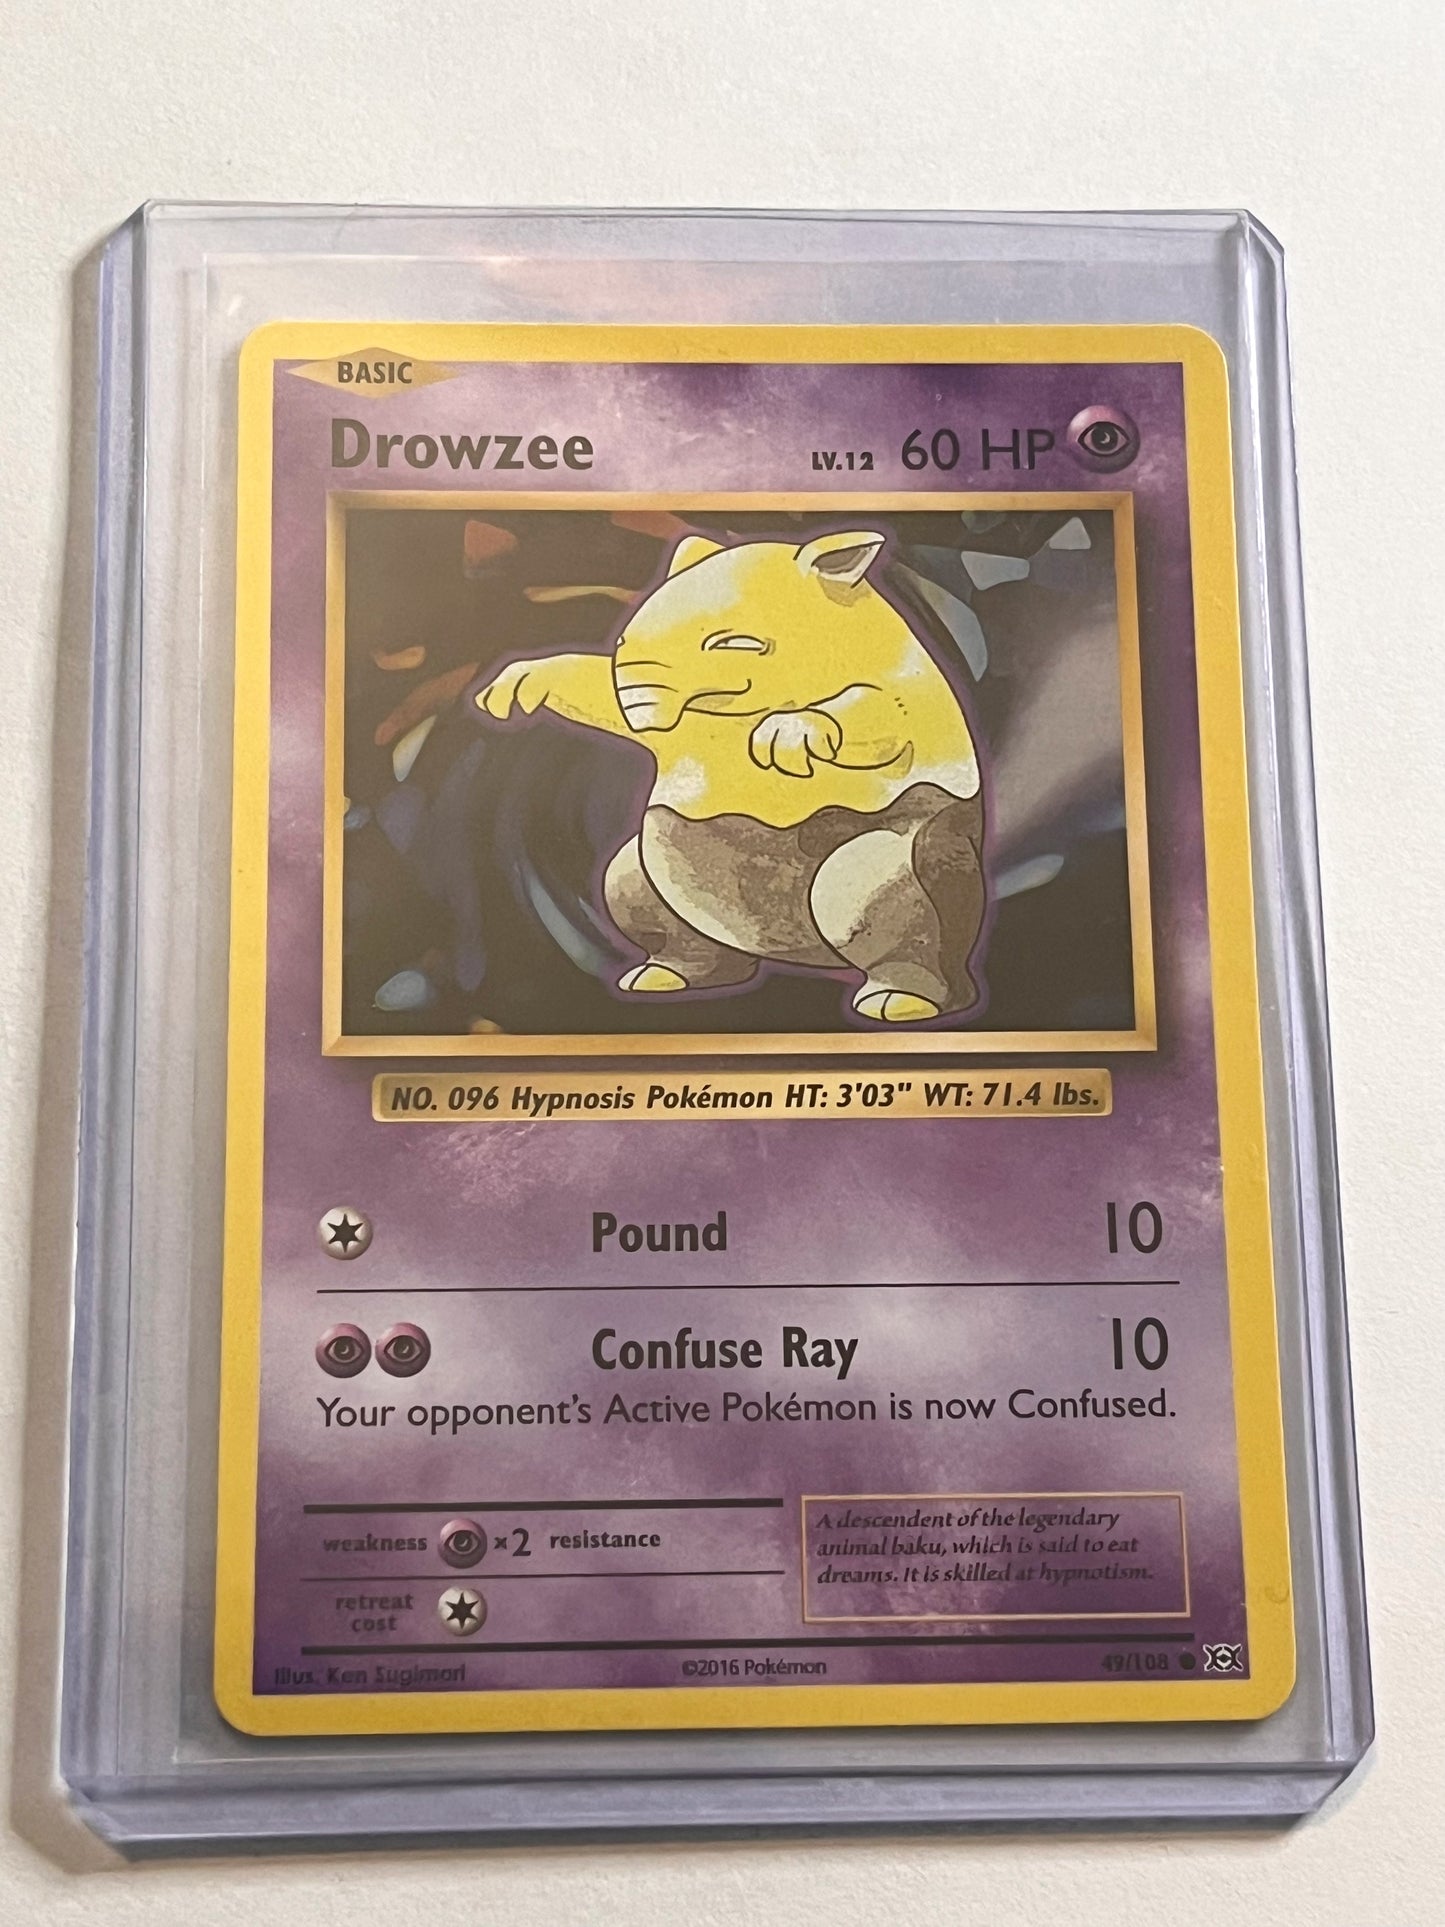 BASIC
Drowzee LV.12 60 HP
NO. 096 Hypnosis Pokémon HT: 3'03" WT: 71.4 lbs.
Pound 10
Confuse Ray 10
Your opponent's Active Pokémon is now Confused.
weakness ×2 resistance
retreat
cost
A descendent of the legendary
animal baku, which is said to eat
dreams. It is skilled at hypnotism.
Illus. Ken Sugimori ©2016 Pokémon 49/108